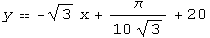 y == -√3 x + π/(10 √3) + 20